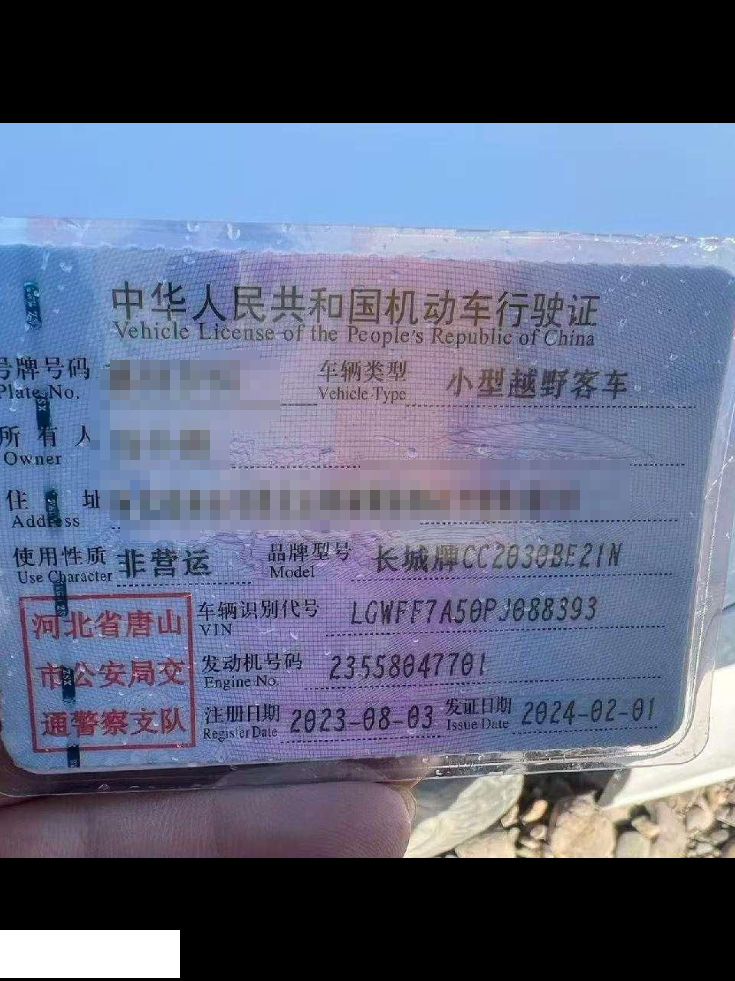 中华人民共和国机动车行驶证
Vehicle License of the People's Republic of China
号牌号码 车辆类型 小型越野客车
Plate No. Vehicle Type
所有人
Owner
住 址
Address
使用性质 非营运 品牌型号 长城牌CC2030BE21N
Use Character Model
河北省唐山
市公安局交
通警察支队
车辆识别代号 LGWFF7A50PJ088393
VIN
发动机号码 23558047701
Engine No.
注册日期 2023-08-03 发证日期 2024-02-01
Register Date Issue Date